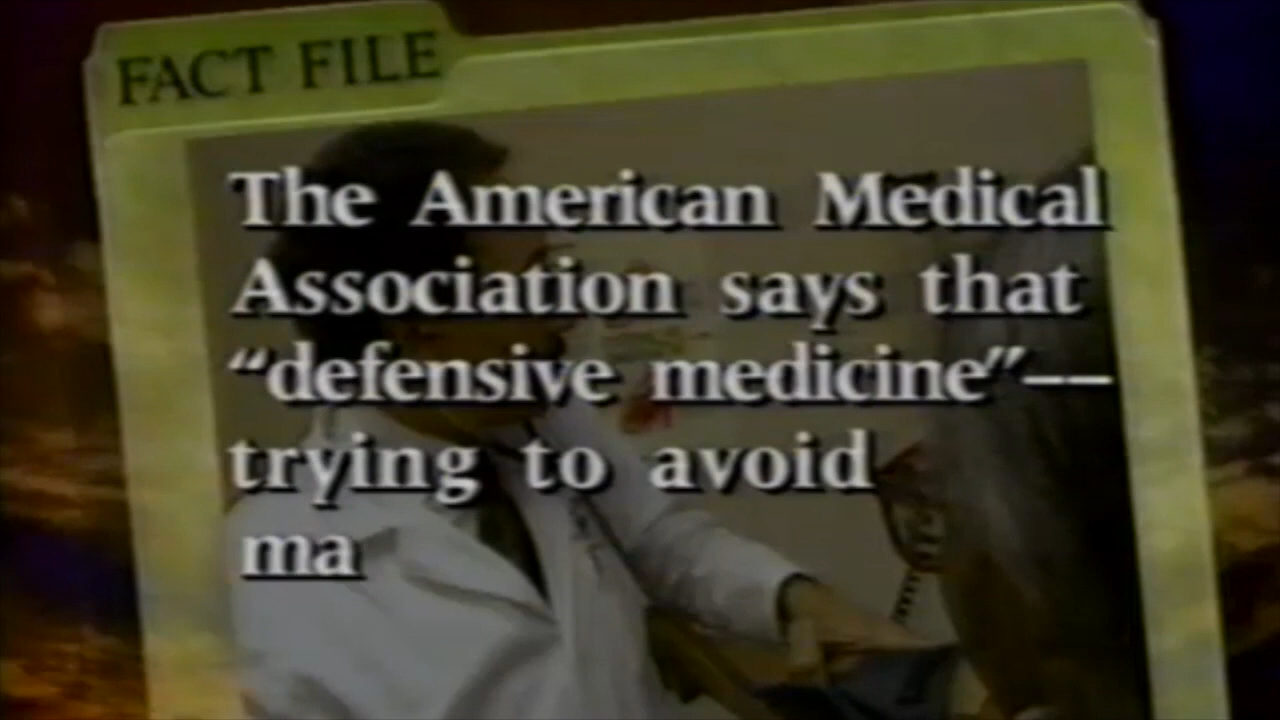 FACT FILE
The American Medical
Association says that
“defensive medicine”--
trying to avoid
ma